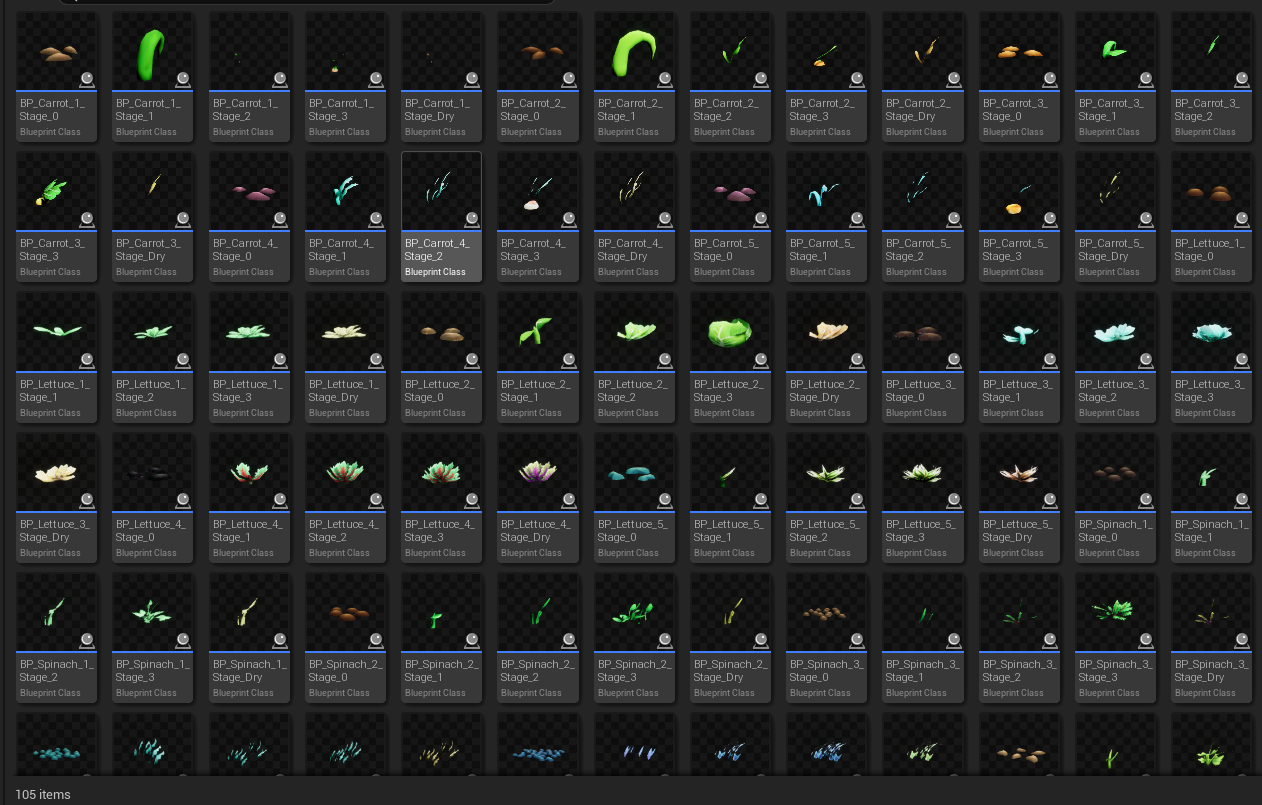 BP_Carrot_1_
Stage_0
Blueprint Class
BP_Carrot_1_
Stage_1
Blueprint Class
BP_Carrot_1_
Stage_2
Blueprint Class
BP_Carrot_1_
Stage_3
Blueprint Class
BP_Carrot_1_
Stage_Dry
Blueprint Class
BP_Carrot_2_
Stage_0
Blueprint Class
BP_Carrot_2_
Stage_1
Blueprint Class
BP_Carrot_2_
Stage_2
Blueprint Class
BP_Carrot_2_
Stage_3
Blueprint Class
BP_Carrot_2_
Stage_Dry
Blueprint Class
BP_Carrot_3_
Stage_0
Blueprint Class
BP_Carrot_3_
Stage_1
Blueprint Class
BP_Carrot_3_
Stage_2
Blueprint Class
BP_Carrot_3_
Stage_3
Blueprint Class
BP_Carrot_3_
Stage_Dry
Blueprint Class
BP_Carrot_4_
Stage_0
Blueprint Class
BP_Carrot_4_
Stage_1
Blueprint Class
BP_Carrot_4_
Stage_2
Blueprint Class
BP_Carrot_4_
Stage_3
Blueprint Class
BP_Carrot_4_
Stage_Dry
Blueprint Class
BP_Carrot_5_
Stage_0
Blueprint Class
BP_Carrot_5_
Stage_1
Blueprint Class
BP_Carrot_5_
Stage_2
Blueprint Class
BP_Carrot_5_
Stage_3
Blueprint Class
BP_Carrot_5_
Stage_Dry
Blueprint Class
BP_Lettuce_1_
Stage_0
Blueprint Class
BP_Lettuce_1_
Stage_1
Blueprint Class
BP_Lettuce_1_
Stage_2
Blueprint Class
BP_Lettuce_1_
Stage_3
Blueprint Class
BP_Lettuce_1_
Stage_Dry
Blueprint Class
BP_Lettuce_2_
Stage_0
Blueprint Class
BP_Lettuce_2_
Stage_1
Blueprint Class
BP_Lettuce_2_
Stage_2
Blueprint Class
BP_Lettuce_2_
Stage_3
Blueprint Class
BP_Lettuce_2_
Stage_Dry
Blueprint Class
BP_Lettuce_3_
Stage_0
Blueprint Class
BP_Lettuce_3_
Stage_1
Blueprint Class
BP_Lettuce_3_
Stage_2
Blueprint Class
BP_Lettuce_3_
Stage_3
Blueprint Class
BP_Lettuce_3_
Stage_Dry
Blueprint Class
BP_Lettuce_4_
Stage_0
Blueprint Class
BP_Lettuce_4_
Stage_1
Blueprint Class
BP_Lettuce_4_
Stage_2
Blueprint Class
BP_Lettuce_4_
Stage_3
Blueprint Class
BP_Lettuce_4_
Stage_Dry
Blueprint Class
BP_Lettuce_5_
Stage_0
Blueprint Class
BP_Lettuce_5_
Stage_1
Blueprint Class
BP_Lettuce_5_
Stage_2
Blueprint Class
BP_Lettuce_5_
Stage_3
Blueprint Class
BP_Lettuce_5_
Stage_Dry
Blueprint Class
BP_Spinach_1_
Stage_0
Blueprint Class
BP_Spinach_1_
Stage_1
Blueprint Class
BP_Spinach_1_
Stage_2
Blueprint Class
BP_Spinach_1_
Stage_3
Blueprint Class
BP_Spinach_1_
Stage_Dry
Blueprint Class
BP_Spinach_2_
Stage_0
Blueprint Class
BP_Spinach_2_
Stage_1
Blueprint Class
BP_Spinach_2_
Stage_2
Blueprint Class
BP_Spinach_2_
Stage_3
Blueprint Class
BP_Spinach_2_
Stage_Dry
Blueprint Class
BP_Spinach_3_
Stage_0
Blueprint Class
BP_Spinach_3_
Stage_1
Blueprint Class
BP_Spinach_3_
Stage_2
Blueprint Class
BP_Spinach_3_
Stage_3
Blueprint Class
BP_Spinach_3_
Stage_Dry
Blueprint Class
105 items